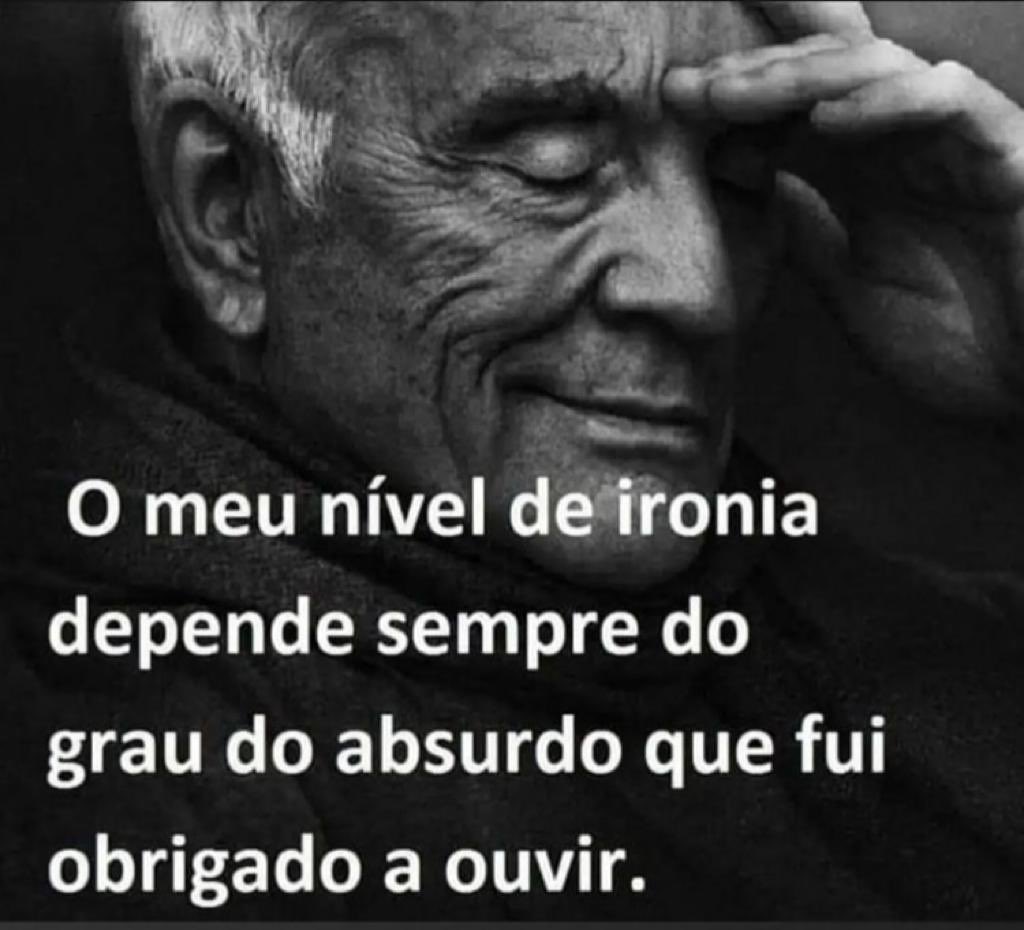 O meu nível de ironia
depende sempre do
grau do absurdo que fui
obrigado a ouvir.